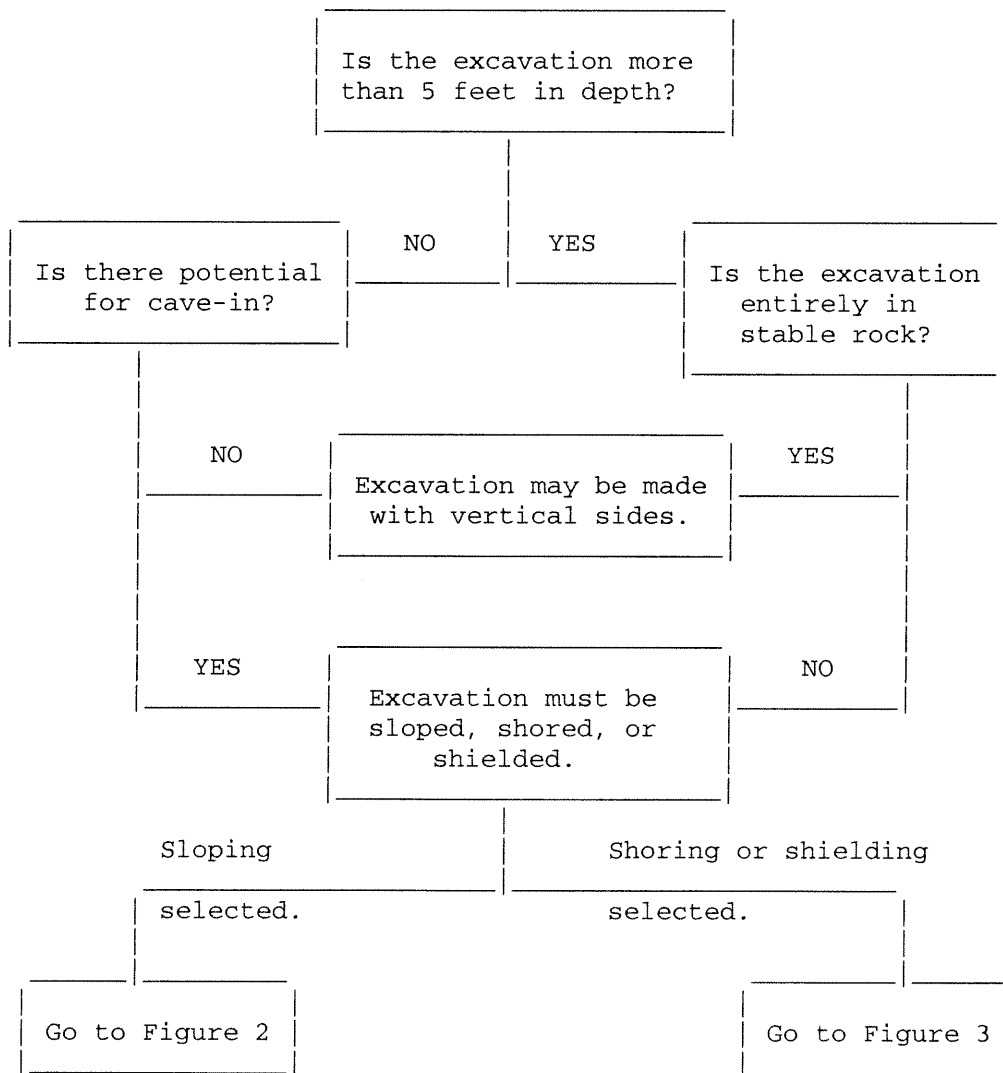 Is the excavation more
than 5 feet in depth?
NO
YES
Is there potential
for cave-in?
Is the excavation
entirely in
stable rock?
NO
Excavation may be made
with vertical sides.
YES
YES
Excavation must be
sloped, shored, or
shielded.
NO
Sloping
selected.
Shoring or shielding
selected.
Go to Figure 2
Go to Figure 3